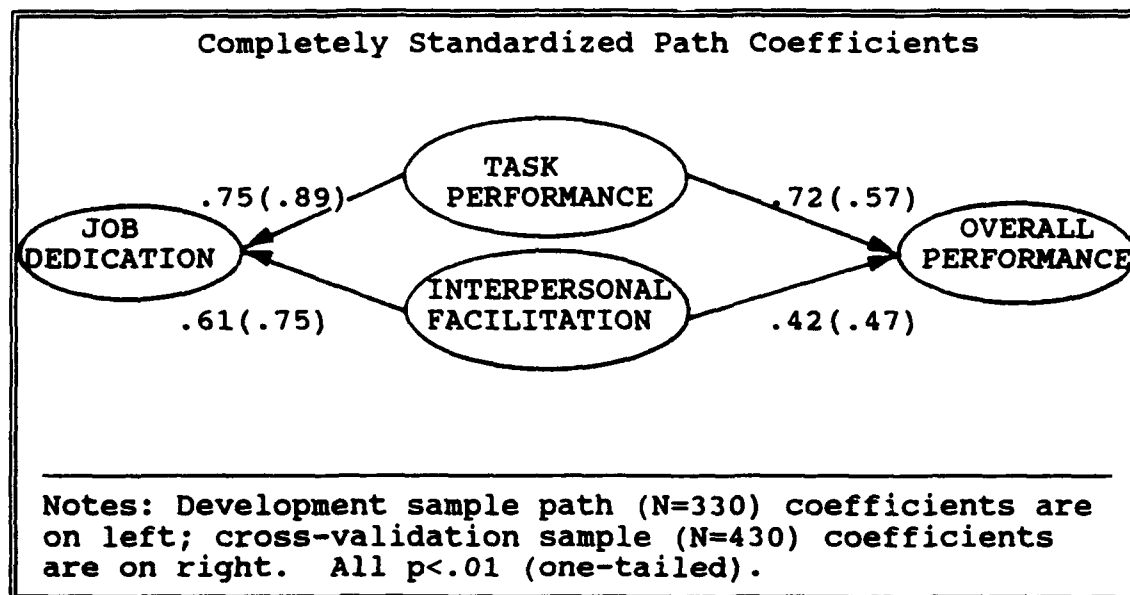 Completely Standardized Path Coefficients
TASK
PERFORMANCE
.75(.89)
.72(.57)
JOB
DEDICATION
OVERALL
PERFORMANCE
INTERPERSONAL
FACILITATION
.61(.75)
.42(.47)
Notes: Development sample path (N=330) coefficients are
on left; cross-validation sample (N=430) coefficients
are on right. All p<.01 (one-tailed).